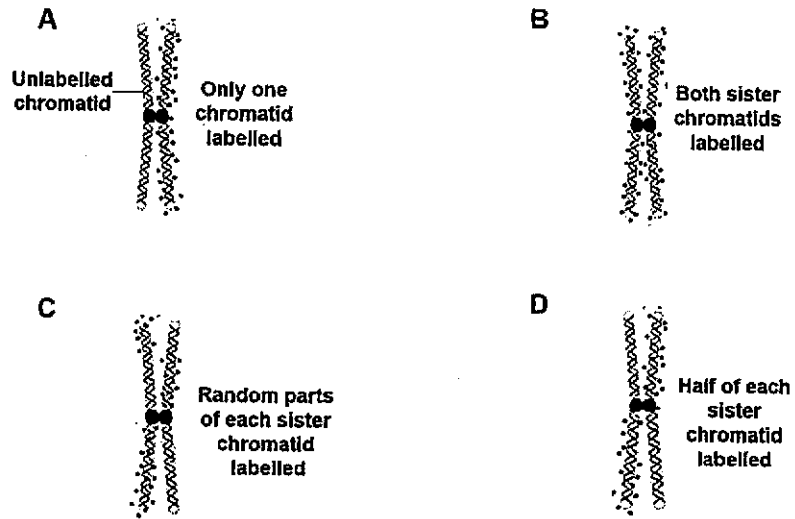 A
Unlabelled
chromatid
Only one
chromatid
labelled
B
Both sister
chromatids
labelled
C
Random parts
of each sister
chromatid
labelled
D
Half of each
sister
chromatid
labelled